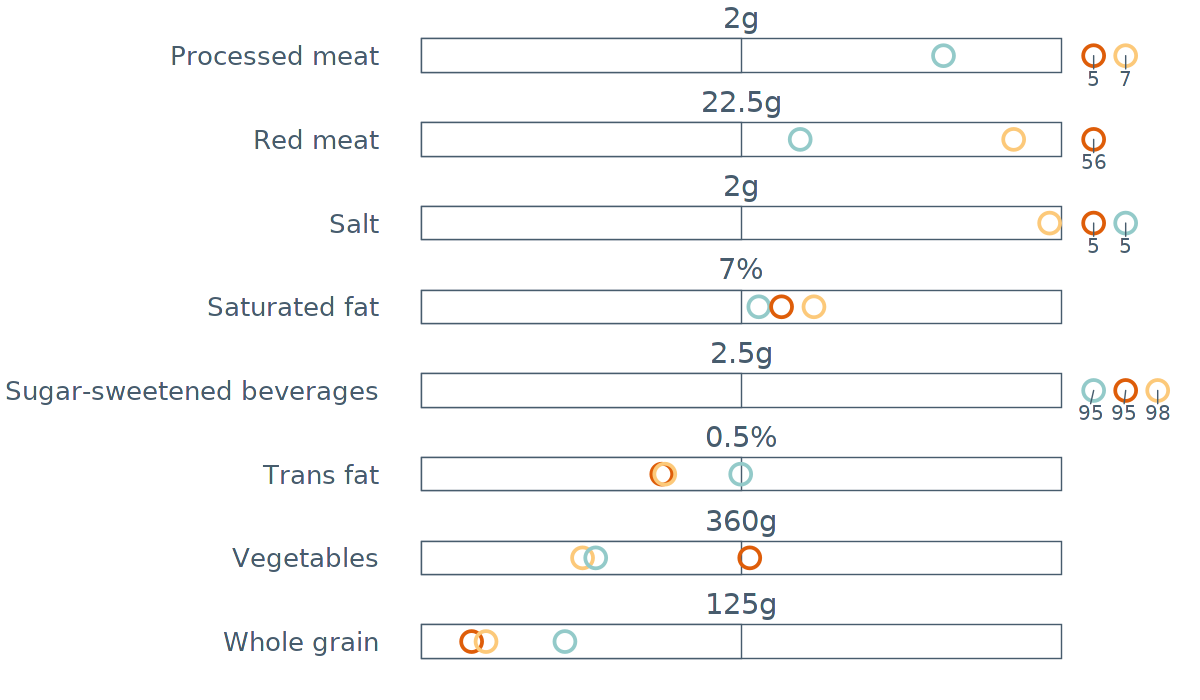 2g
Processed meat
5 7
22.5g
Red meat
56
2g
Salt
5 5
7%
Saturated fat
2.5g
Sugar-sweetened beverages
95 95 98
0.5%
Trans fat
360g
Vegetables
125g
Whole grain